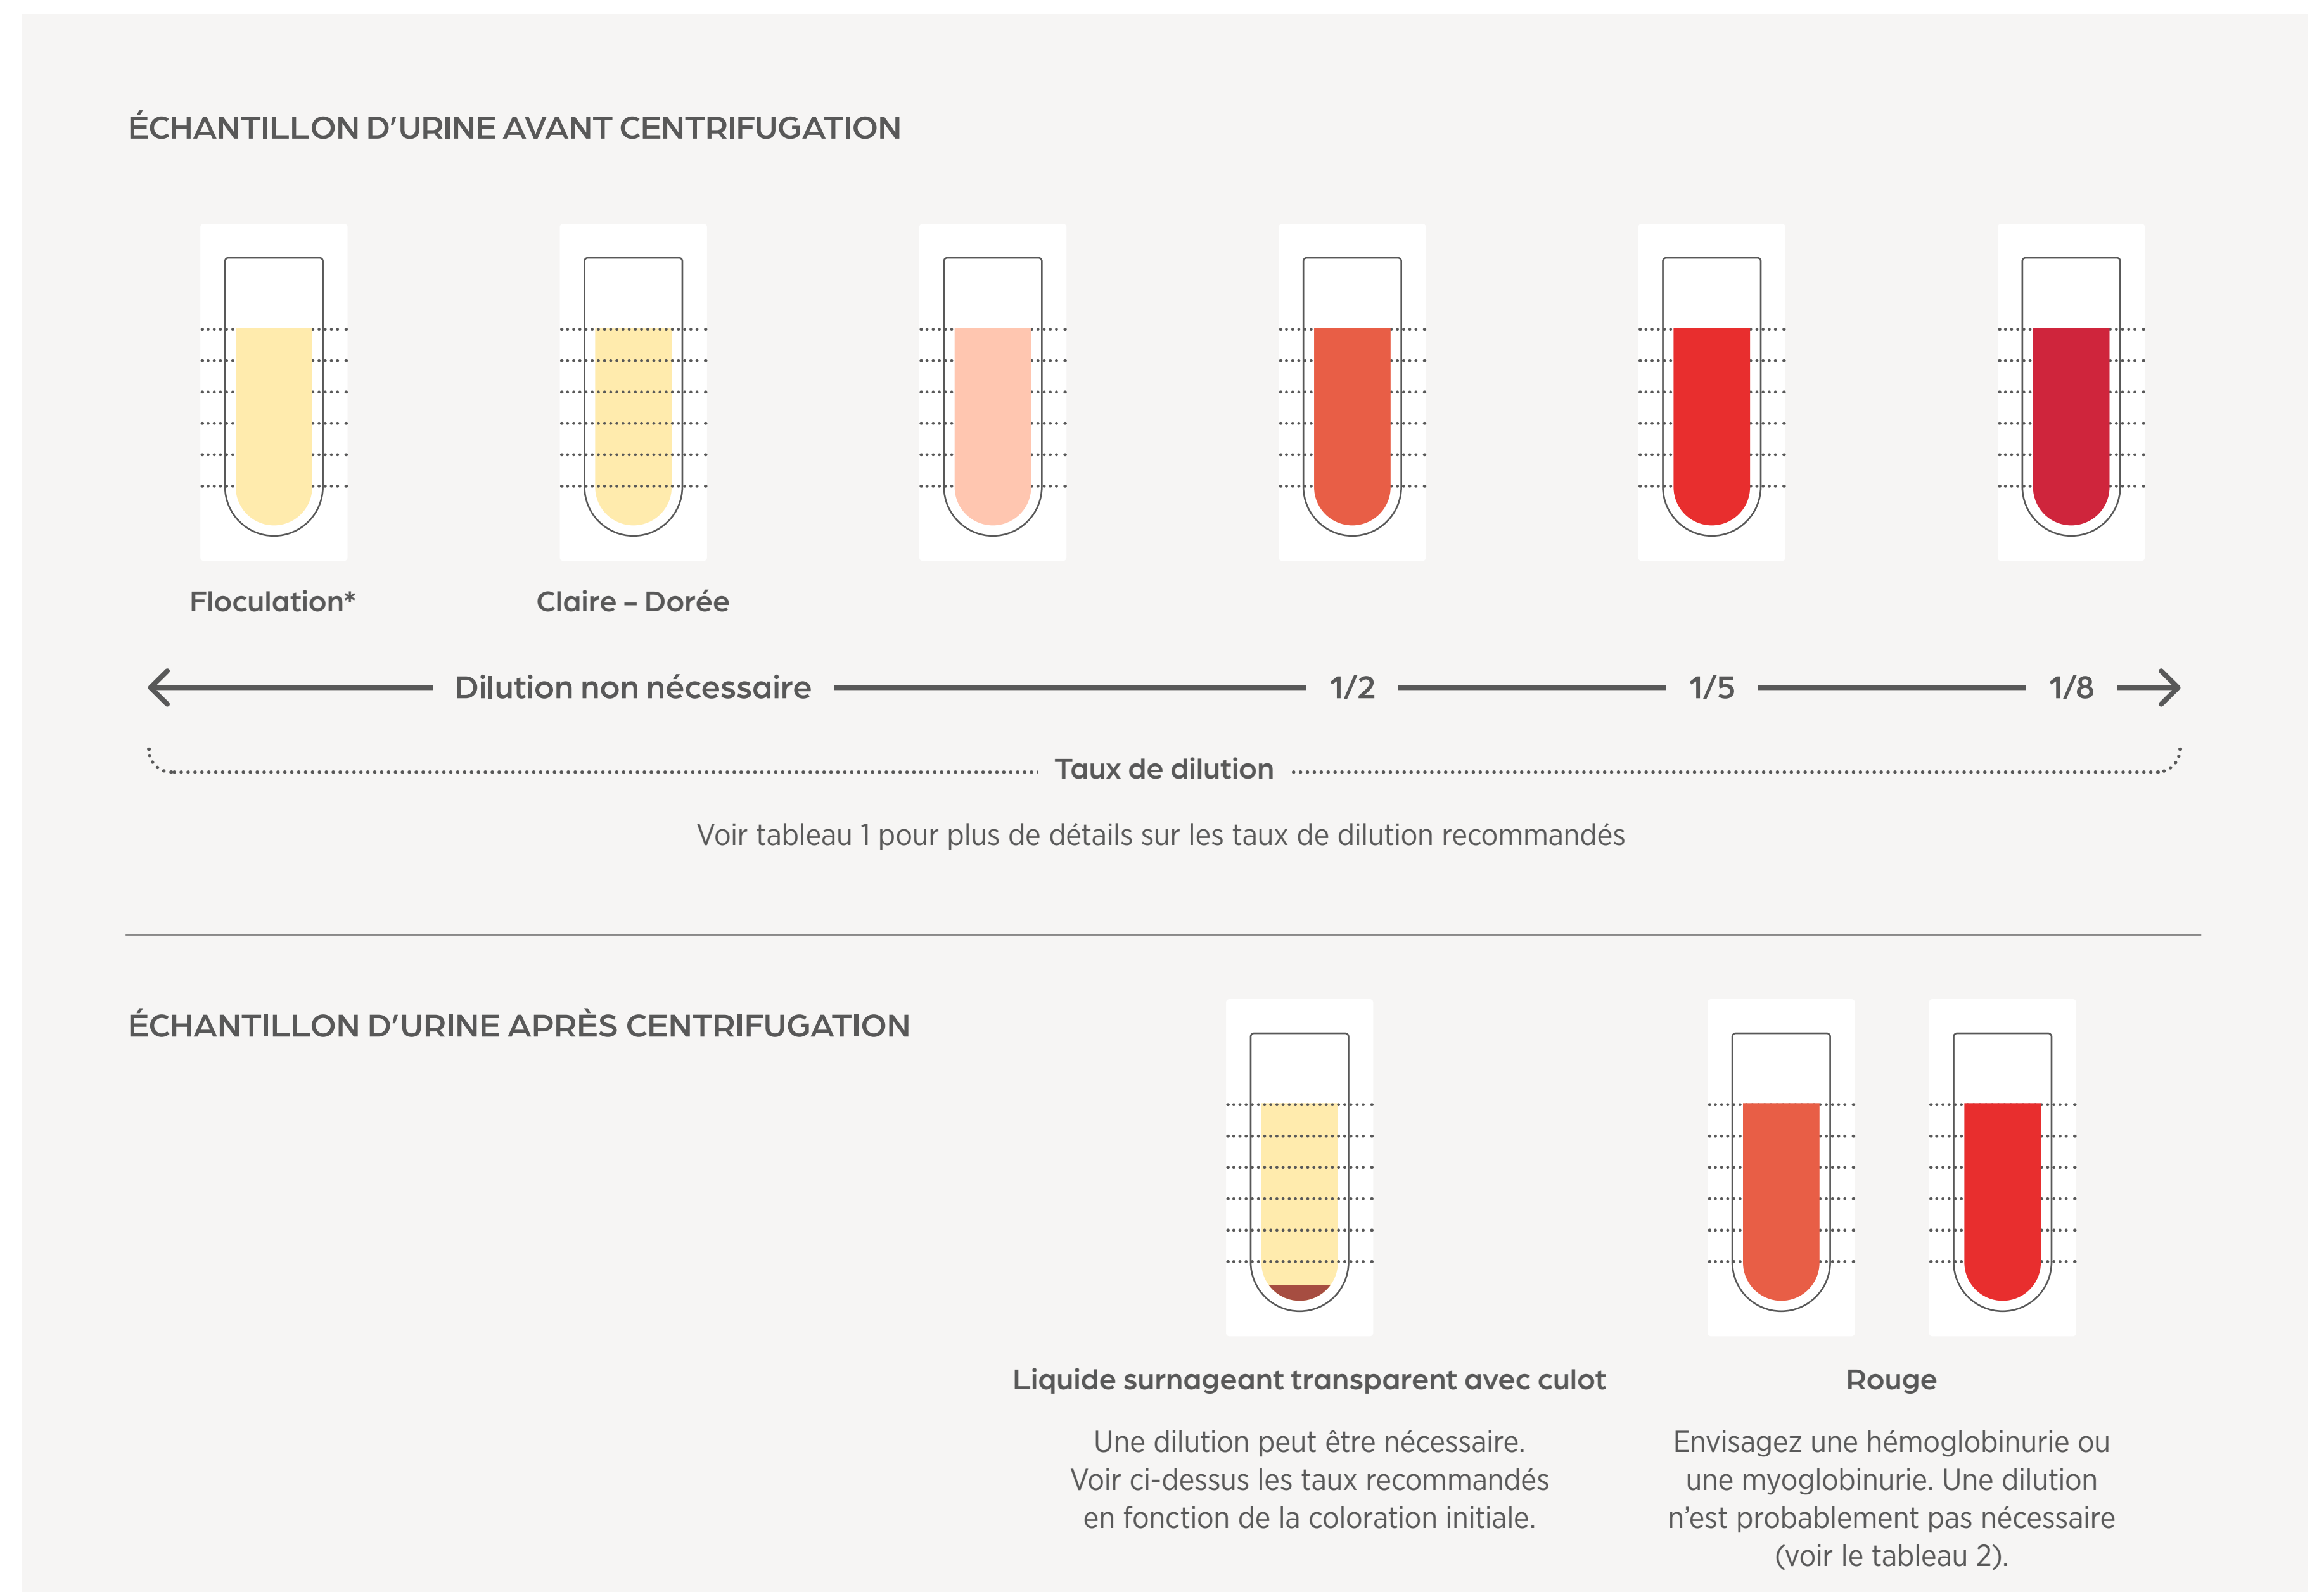 ÉCHANTILLON D'URINE AVANT CENTRIFUGATION
Floculation*
Claire – Dorée
Dilution non nécessaire
1/2
1/5
1/8
Taux de dilution
Voir tableau 1 pour plus de détails sur les taux de dilution recommandés
ÉCHANTILLON D'URINE APRÈS CENTRIFUGATION
Liquide surnageant transparent avec culot
Une dilution peut être nécessaire.
Voir ci-dessus les taux recommandés
en fonction de la coloration initiale.
Rouge
Envisagez une hémoglobinurie ou
une myoglobinurie. Une dilution
n'est probablement pas nécessaire
(voir le tableau 2).